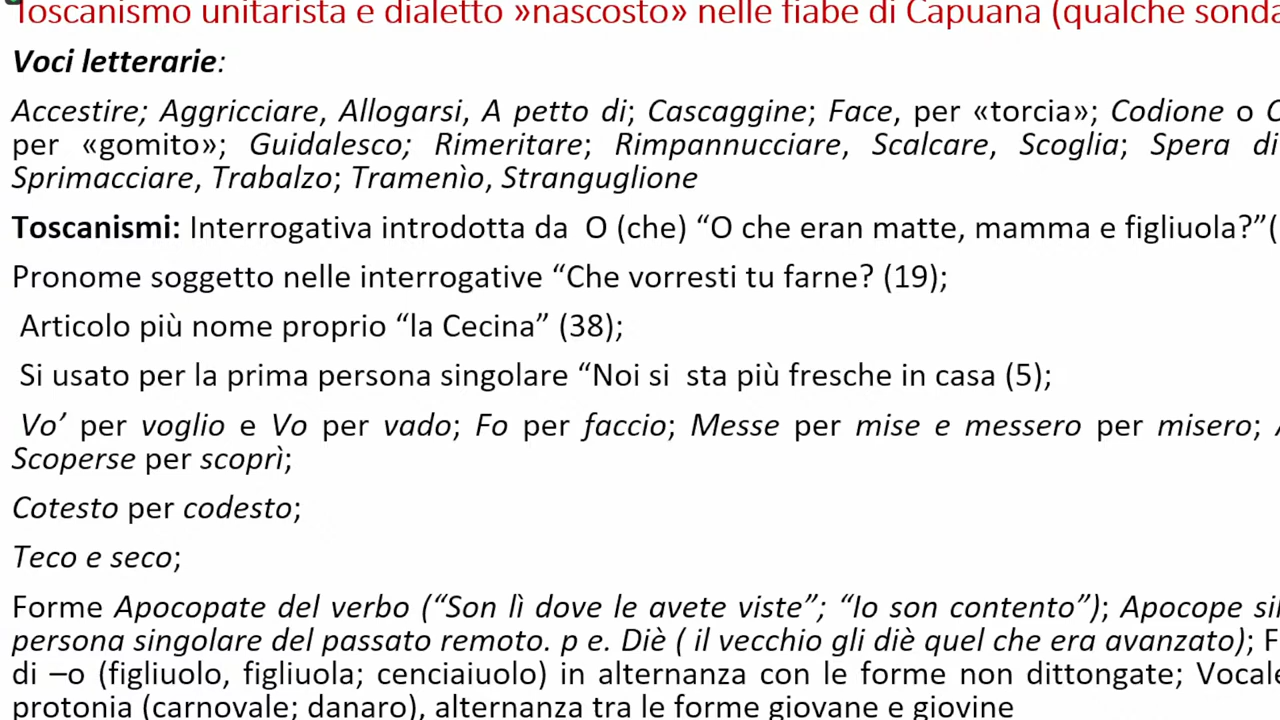 Toscanismo unitarista e dialetto »nascosto» nelle fiabe di Capuana (qualche
Voci letterarie:
Accestire; Aggricciare, Allogarsi, A petto di; Cascaggine; Face, per «torcia»; Codione o
per «gomito»; Guidalesco; Rimeritare; Rimpannucciare, Scalcare, Scoglia; Spera di
Sprimacciare, Trabalzo; Tramenìo, Stranguglione
Toscanismi: Interrogativa introdotta da O (che) “O che eran matte, mamma e figliuola?”(
Pronome soggetto nelle interrogative “Che vorresti tu farne? (19);
Articolo più nome proprio “la Cecina” (38);
Si usato per la prima persona singolare “Noi si sta più fresche in casa (5);
Vo’ per voglio e Vo per vado; Fo per faccio; Messe per mise e messero per misero;
Scoperse per scoprì;
Cotesto per codesto;
Teco e seco;
Forme Apocopate del verbo (“Son lì dove le avete viste”; “Io son contento”); Apocope
persona singolare del passato remoto. p e. Diè ( il vecchio gli diè quel che era avanzato);
di –o (figliuolo, figliuola; cenciaiuolo) in alternanza con le forme non dittongate;
protonia (carnovale; danaro), alternanza tra le forme giovane e giovine